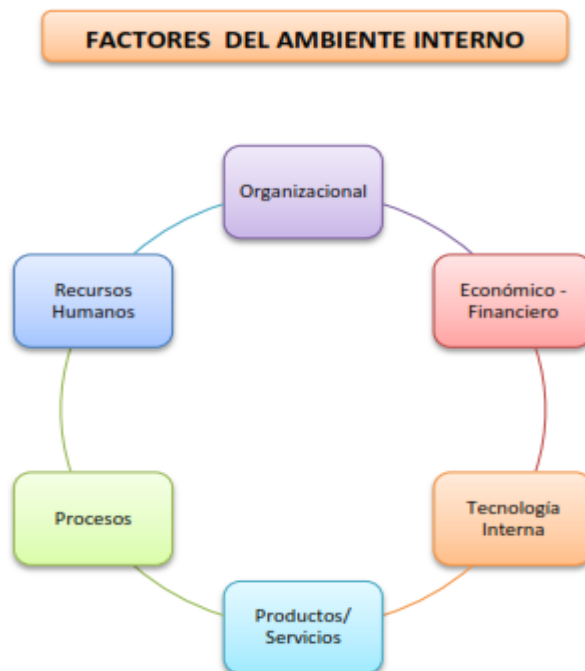 FACTORES DEL AMBIENTE INTERNO
Organizacional
Económico -
Financiero
Tecnología
Interna
Productos/
Servicios
Procesos
Recursos
Humanos